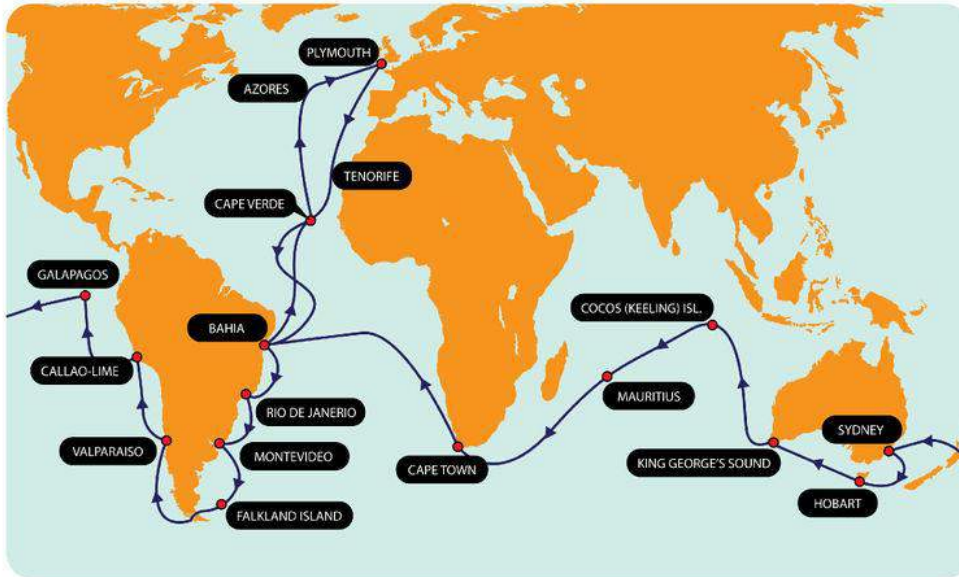 PLYMOUTH
AZORES
TENORIFE
CAPE VERDE
GALAPAGOS
COCOS (KEELING) ISL.
BAHIA
CALLAO-LIME
MAURITIUS
RIO DE JANERIO
SYDNEY
VALPARAISO
MONTEVIDEO
CAPE TOWN
KING GEORGE'S SOUND
HOBART
FALKLAND ISLAND